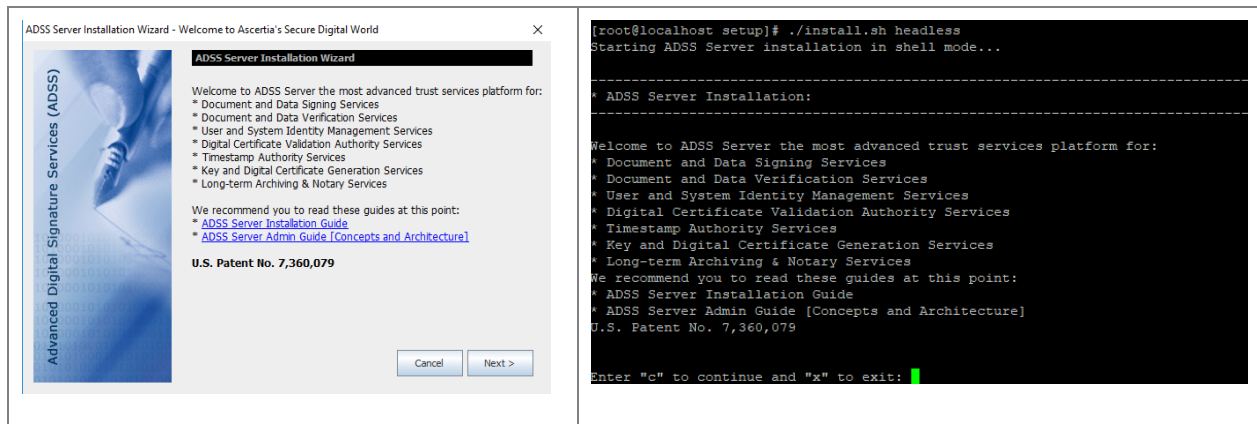 ADSS Server Installation Wizard - Welcome to Ascertia's Secure Digital World
Advanced Digital Signature Services (ADSS)
ADSS Server Installation Wizard
Welcome to ADSS Server the most advanced trust services platform for:
* Document and Data Signing Services
* Document and Data Verification Services
* User and System Identity Management Services
* Digital Certificate Validation Authority Services
* Timestamp Authority Services
* Key and Digital Certificate Generation Services
* Long-term Archiving & Notary Services
We recommend you to read these guides at this point:
* ADSS Server Installation Guide
* ADSS Server Admin Guide [Concepts and Architecture]
U.S. Patent No. 7,360,079
Cancel
Next >
[root@localhost setup]# ./install.sh headless
Starting ADSS Server installation in shell mode...
--------------------------------------------------------------------------------
* ADSS Server Installation:
--------------------------------------------------------------------------------
Welcome to ADSS Server the most advanced trust services platform for:
* Document and Data Signing Services
* Document and Data Verification Services
* User and System Identity Management Services
* Digital Certificate Validation Authority Services
* Timestamp Authority Services
* Key and Digital Certificate Generation Services
* Long-term Archiving & Notary Services
We recommend you to read these guides at this point:
* ADSS Server Installation Guide
* ADSS Server Admin Guide [Concepts and Architecture]
U.S. Patent No. 7,360,079
Enter "c" to continue and "x" to exit: